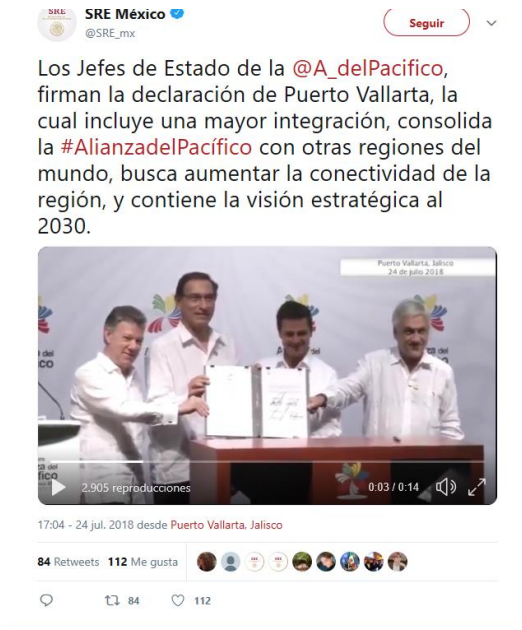 SRE
SRE México
@SRE_mx
Seguir
Los Jefes de Estado de la @A_delPacifico,
firman la declaración de Puerto Vallarta, la
cual incluye una mayor integración, consolida
la #AlianzadelPacífico con otras regiones del
mundo, busca aumentar la conectividad de la
región, y contiene la visión estratégica al
2030.
Puerto Vallarta, Jalisco
24 de julio 2018
2.905 reproducciones
0:03 / 0:14
17:04 - 24 jul. 2018 desde Puerto Vallarta, Jalisco
84 Retweets 112 Me gusta
84
112